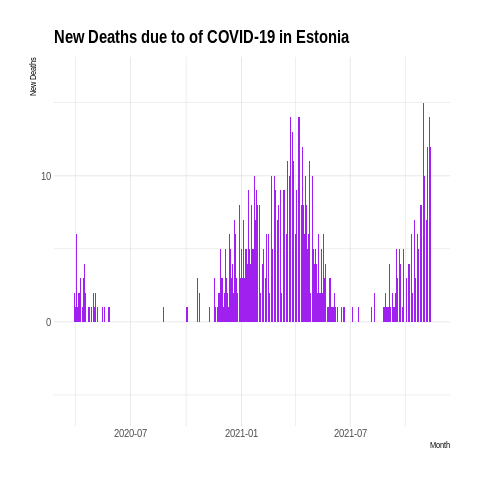 New Deaths due to of COVID-19 in Estonia
New Deaths
10
0
2020-07
2021-01
2021-07
Month